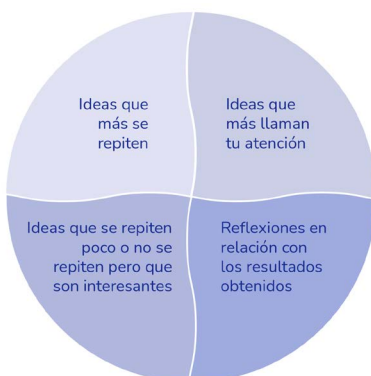 Ideas que
más se
repiten
Ideas que
más llaman
tu atención
Ideas que se repiten
poco o no se
repiten pero que
son interesantes
Reflexiones en
relación con
los resultados
obtenidos